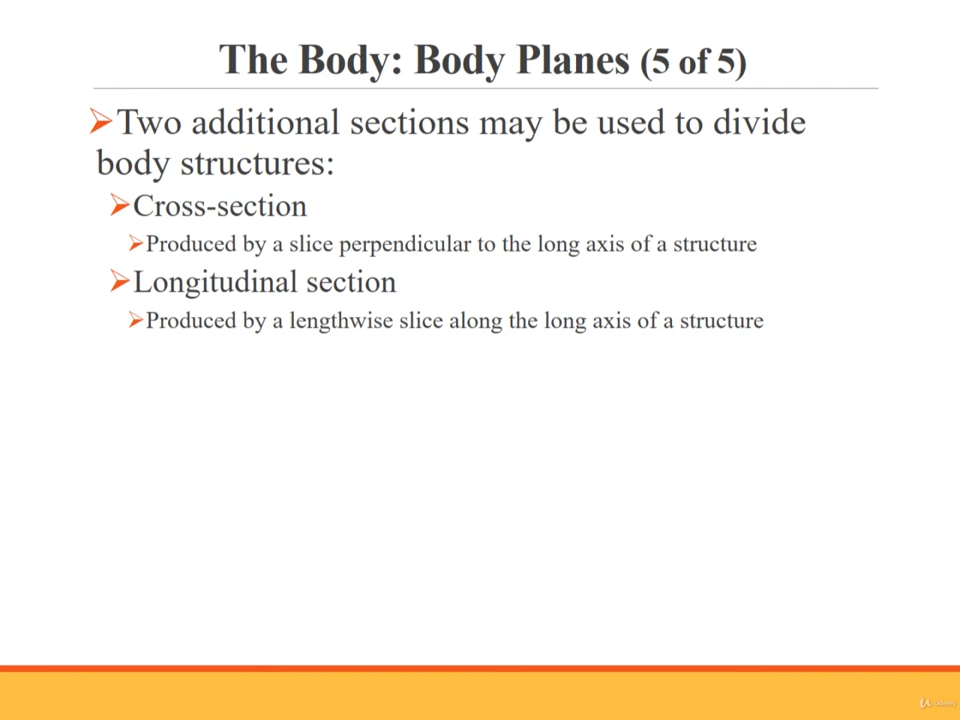 The Body: Body Planes (5 of 5)
Two additional sections may be used to divide
body structures:
Cross-section
Produced by a slice perpendicular to the long axis of a structure
Longitudinal section
Produced by a lengthwise slice along the long axis of a structure
Udemy